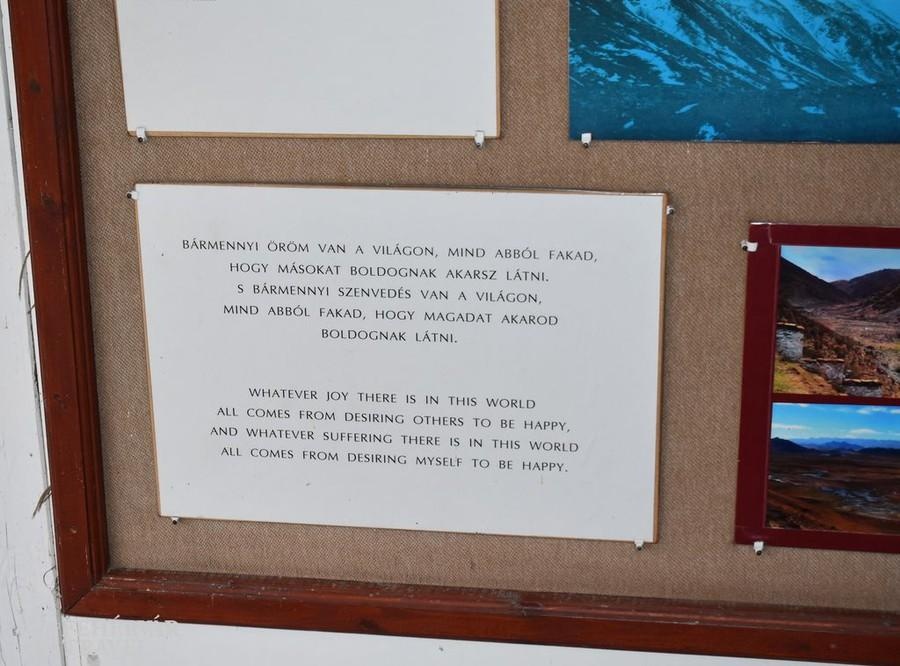 BÁRMENNYI ÖRÖM VAN A VILÁGON, MIND ABBÓL FAKAD,
HOGY MÁSOKAT BOLDOGNAK AKARSZ LÁTNI.
S BÁRMENNYI SZENVEDÉS VAN A VILÁGON,
MIND ABBÓL FAKAD, HOGY MAGADAT AKAROD
BOLDOGNAK LÁTNI.
WHATEVER JOY THERE IS IN THIS WORLD
ALL COMES FROM DESIRING OTHERS TO BE HAPPY,
AND WHATEVER SUFFERING THERE IS IN THIS WORLD
ALL COMES FROM DESIRING MYSELF TO BE HAPPY.